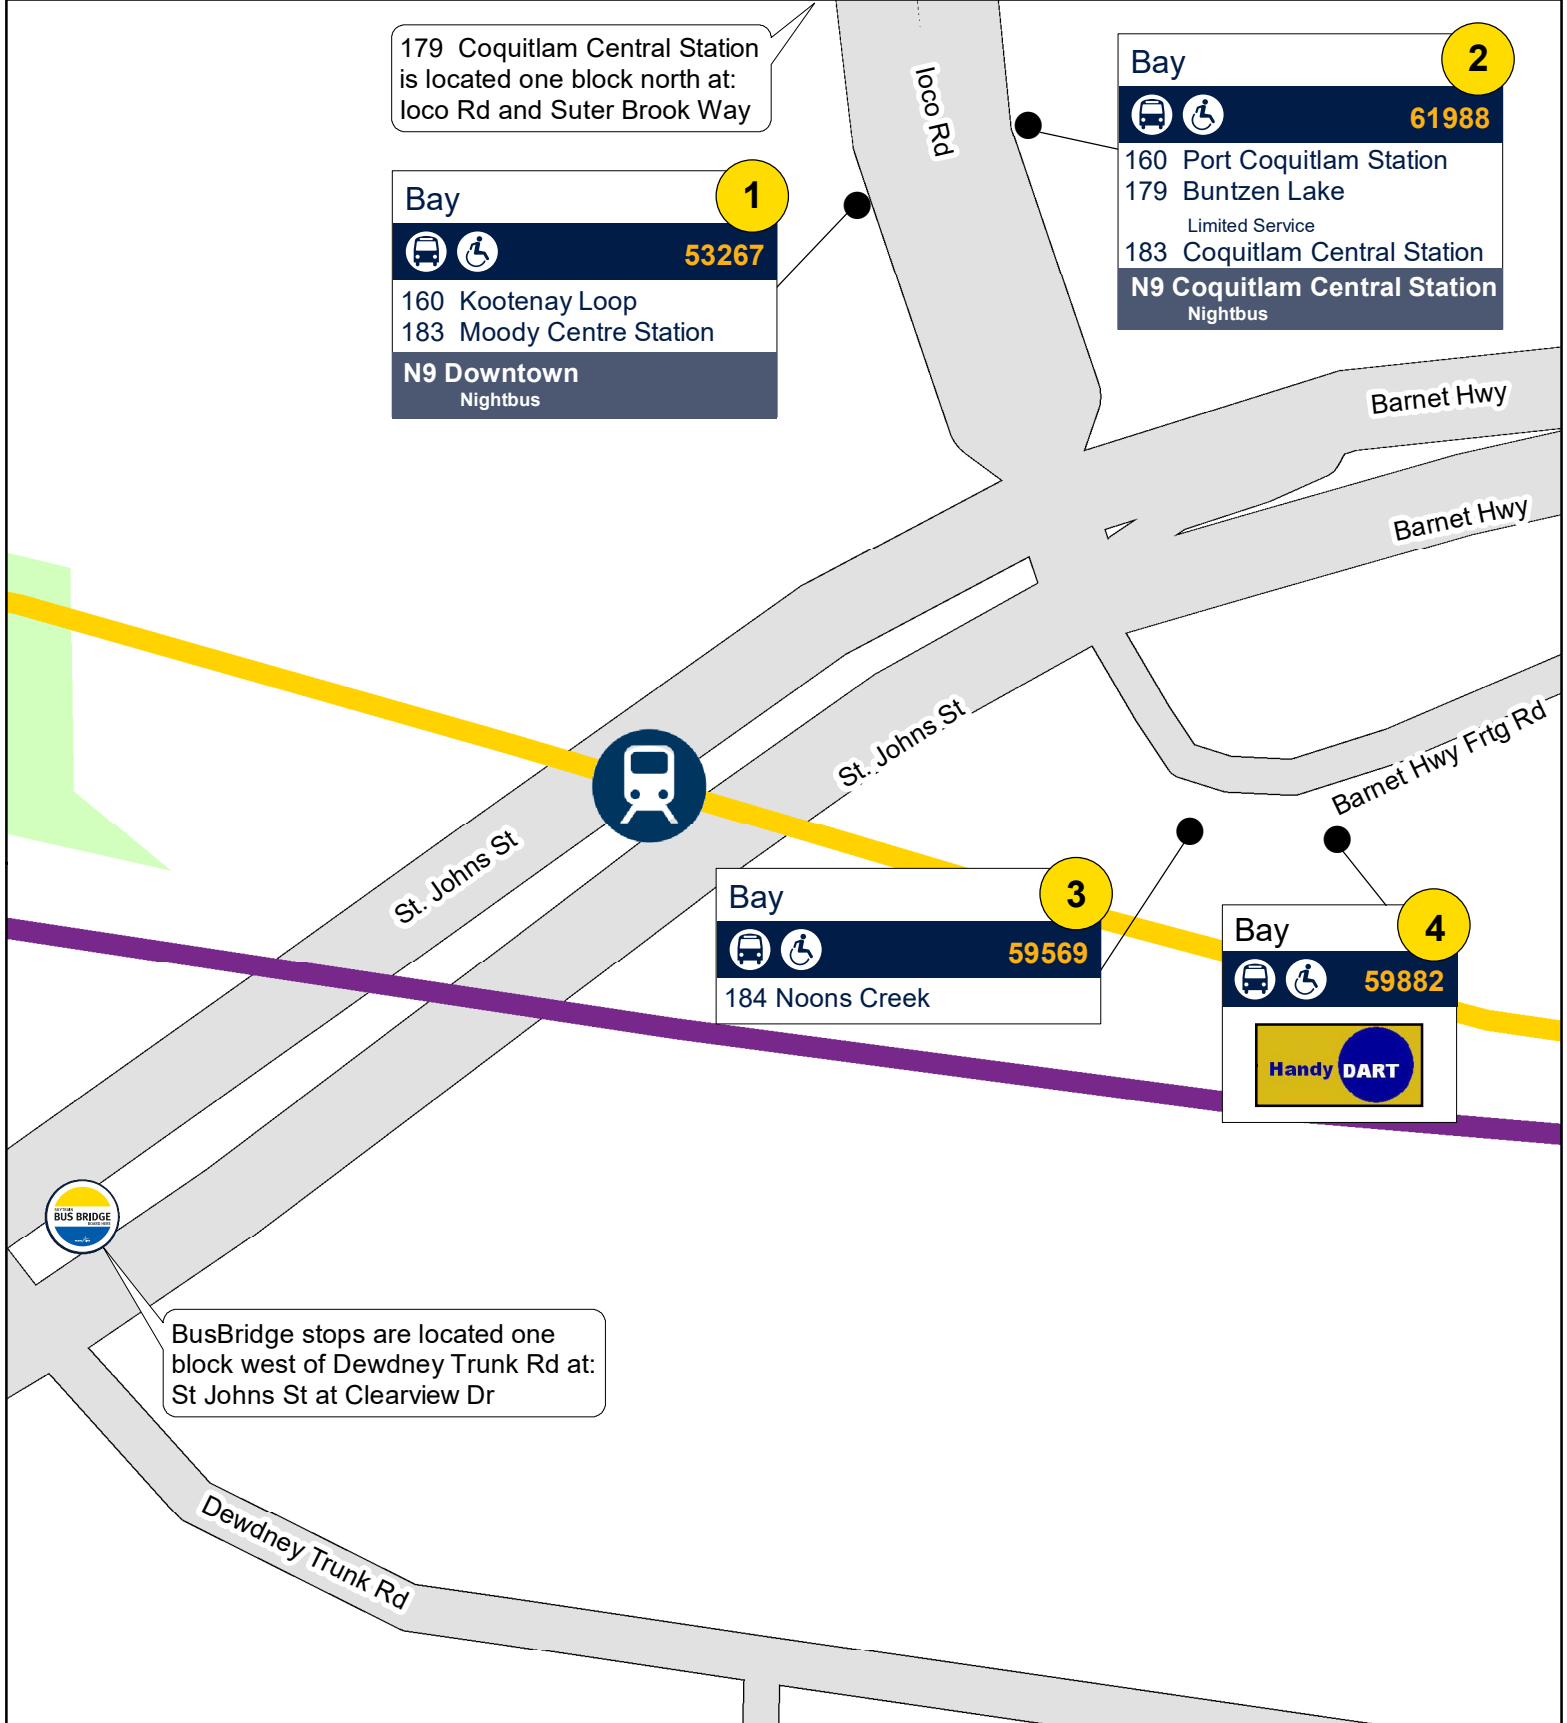 179 Coquitlam Central Station
is located one block north at:
Ioco Rd and Suter Brook Way
Ioco Rd
Bay
2
61988
160 Port Coquitlam Station
179 Buntzen Lake
Limited Service
183 Coquitlam Central Station
N9 Coquitlam Central Station
Nightbus
Bay
1
53267
160 Kootenay Loop
183 Moody Centre Station
N9 Downtown
Nightbus
Barnet Hwy
Barnet Hwy
St. Johns St
Barnet Hwy Frtg Rd
St. Johns St
Bay
3
59569
184 Noons Creek
Bay
4
59882
Handy DART
BUS BRIDGE
BusBridge stops are located one
block west of Dewdney Trunk Rd at:
St Johns St at Clearview Dr
Dewdney Trunk Rd